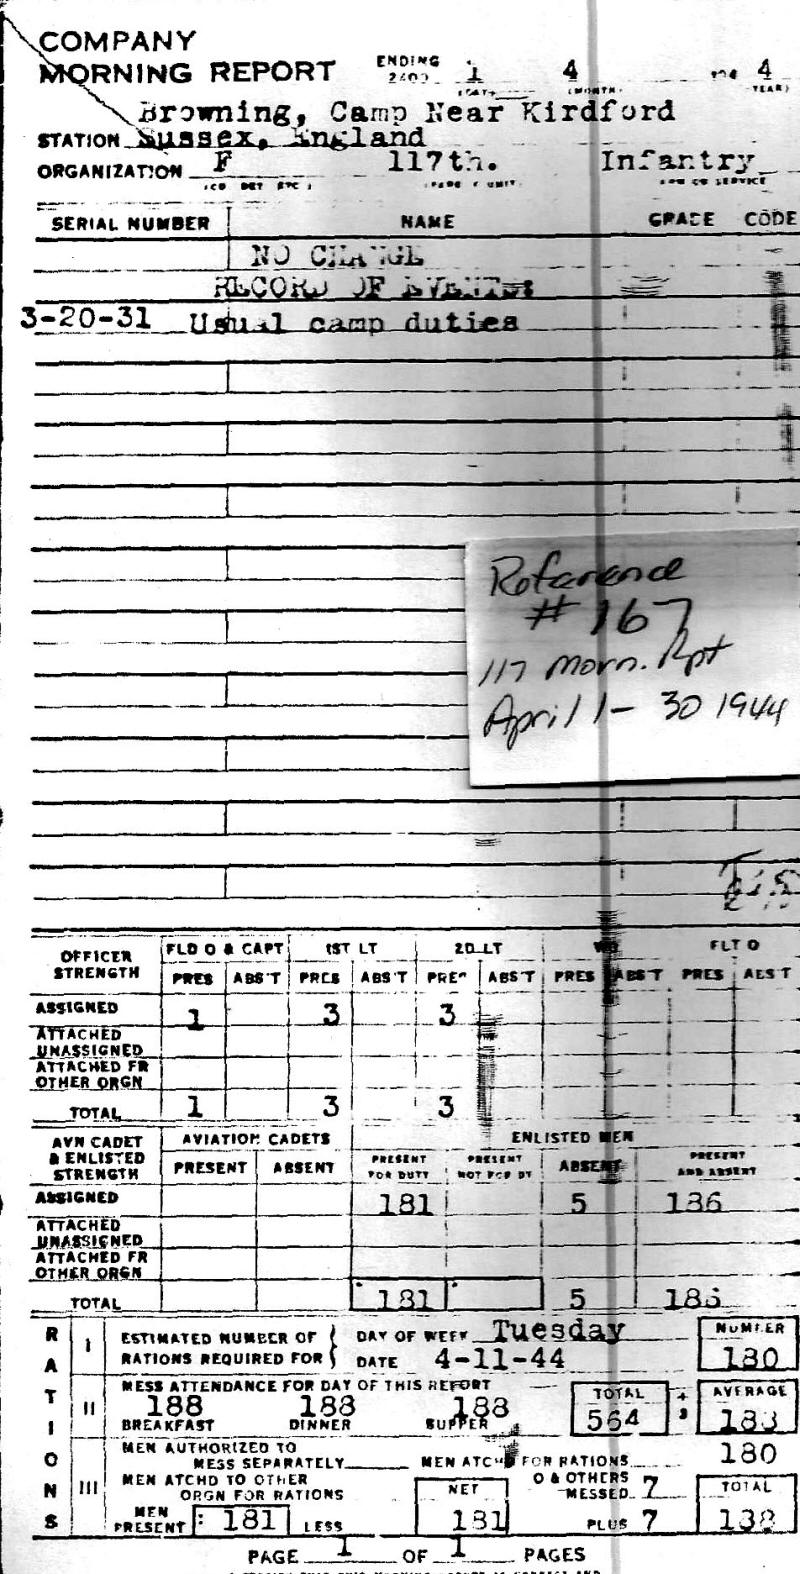 COMPANY
MORNING REPORT ENDING 2400 1 4 4
(DAY) (MONTH) YEAR)
Browning, Camp Near Kirdford
STATION Sussex, England
ORGANIZATION F 117th. Infantry
SERIAL NUMBER NAME GRADE CODE
NO CHANGE
RECORD OF EVENTS:
3-20-31 Usual camp duties
Reference
# 167
117 Morn. Rpt
April 1 - 30 1944
OFFICER STRENGTH FLD O & CAPT 1ST LT 2D LT FLT O
PRES ABS'T PRES ABS'T PRES ABS'T PRES ABS'T PRES ABS'T
ASSIGNED 1 3 3
ATTACHED UNASSIGNED
ATTACHED FR OTHER ORGN
TOTAL 1 3 3
AVN CADET & ENLISTED STRENGTH AVIATION CADETS ENLISTED MEN
PRESENT ABSENT PRESENT FOR DUTY PRESENT NOT FOR DY ABSENT PRESENT AND ABSENT
ASSIGNED 181 5 186
ATTACHED UNASSIGNED
ATTACHED FR OTHER ORGN
TOTAL 181 5 186
RATIONS
I ESTIMATED NUMBER OF DAY OF WEEK Tuesday NUMBER
RATIONS REQUIRED FOR DATE 4-11-44 180
II MESS ATTENDANCE FOR DAY OF THIS REPORT TOTAL ÷ 3 AVERAGE
188 188 188 564 188
BREAKFAST DINNER SUPPER
III MEN AUTHORIZED TO MESS SEPARATELY MEN ATCHD FOR RATIONS 180
MEN ATCHD TO OTHER ORGN FOR RATIONS NET O & OTHERS MESSED 7 TOTAL
MEN PRESENT : 181 LESS 181 PLUS 7 188
PAGE 1 OF 1 PAGES